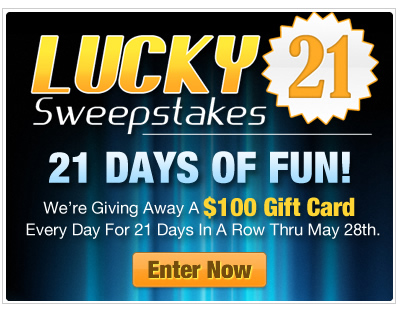 LUCKY 21
Sweepstakes
21 DAYS OF FUN!
We're Giving Away A $100 Gift Card
Every Day For 21 Days In A Row Thru May 28th.
Enter Now